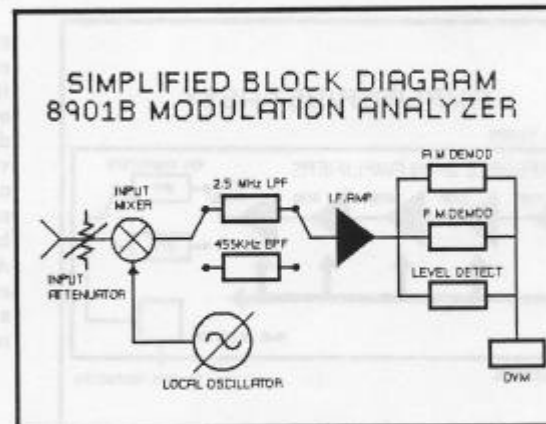 SIMPLIFIED BLOCK DIAGRAM
8901B MODULATION ANALYZER
A.M.DEMOD
INPUT
MIXER
2.5 MHz LPF
I.F.AMP
F.M.DEMOD
455KHz BPF
LEVEL DETECT
INPUT
ATTENUATOR
LOCAL OSCILLATOR
DVM